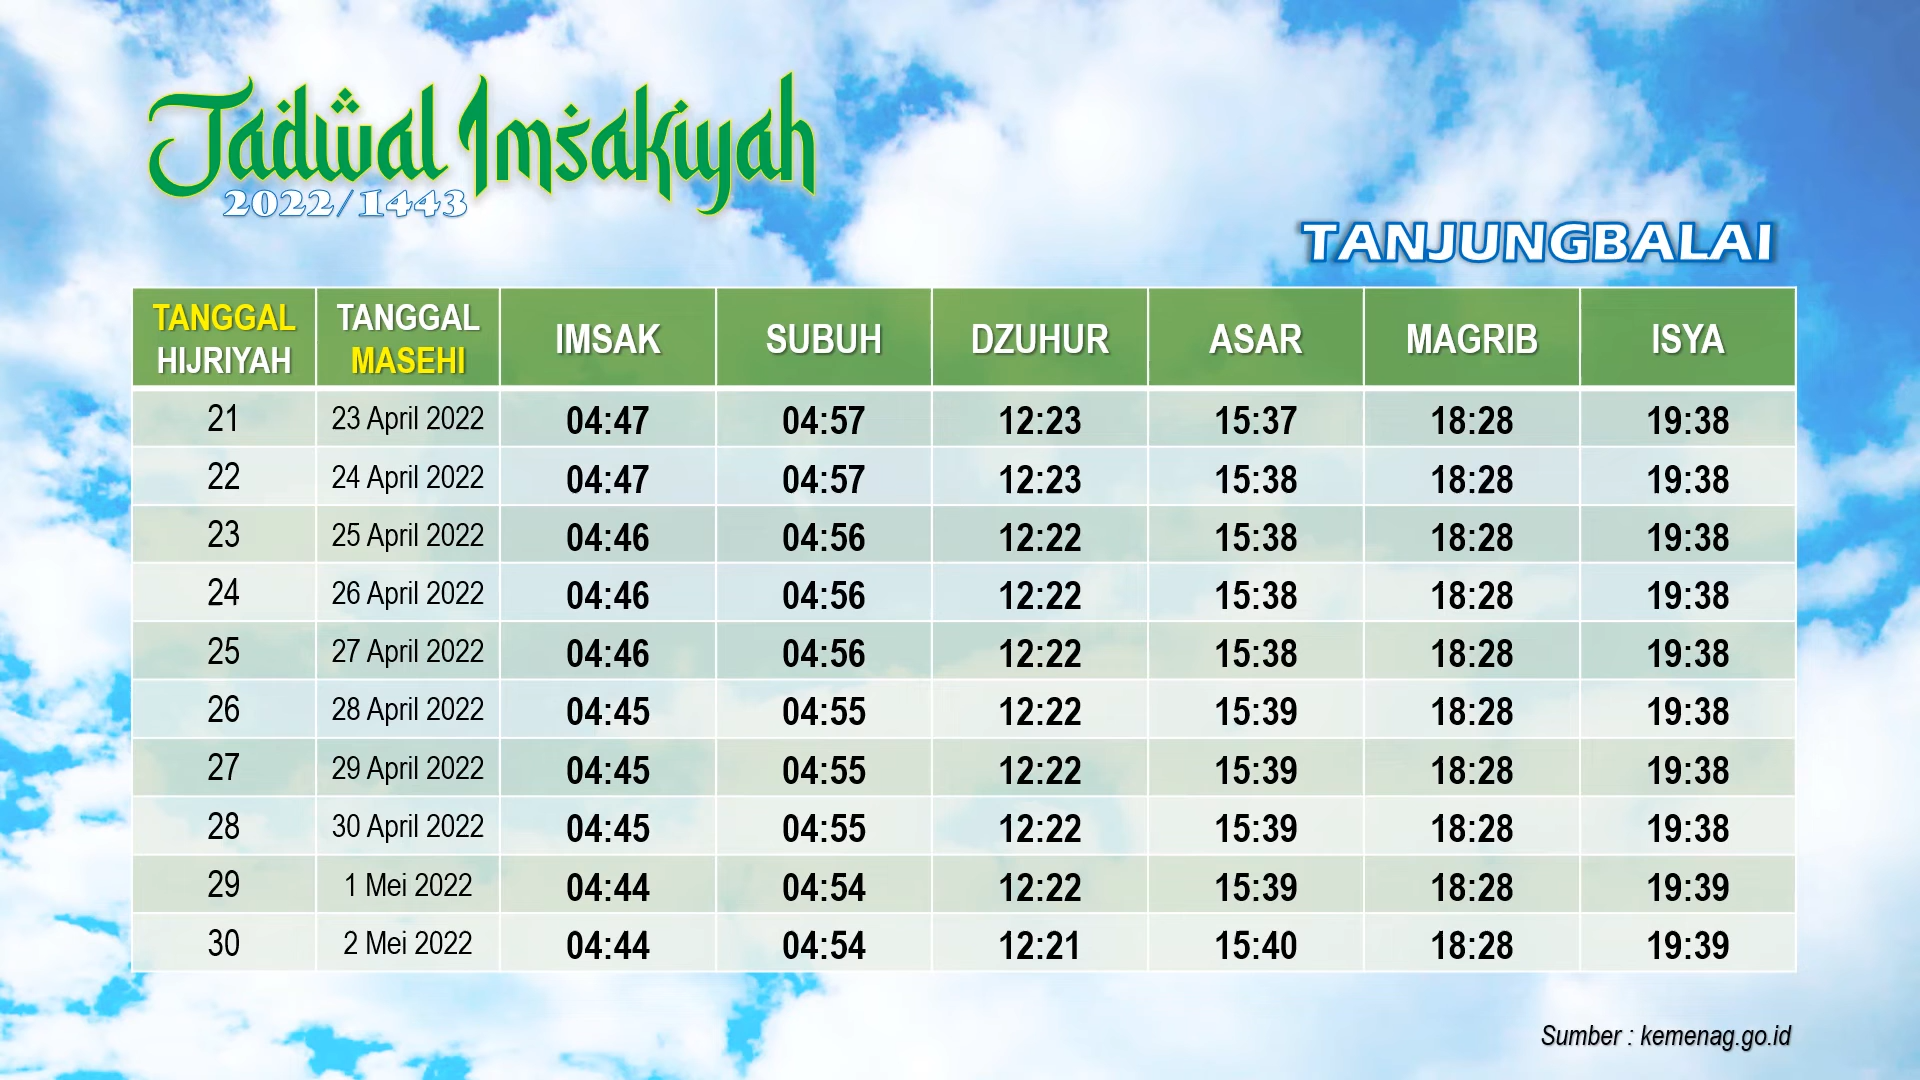 Jadwal Imsakiyah
2022/1443
TANJUNGBALAI
TANGGAL HIJRIYAH TANGGAL MASEHI IMSAK SUBUH DZUHUR ASAR MAGRIB ISYA
21 23 April 2022 04:47 04:57 12:23 15:37 18:28 19:38
22 24 April 2022 04:47 04:57 12:23 15:38 18:28 19:38
23 25 April 2022 04:46 04:56 12:22 15:38 18:28 19:38
24 26 April 2022 04:46 04:56 12:22 15:38 18:28 19:38
25 27 April 2022 04:46 04:56 12:22 15:38 18:28 19:38
26 28 April 2022 04:45 04:55 12:22 15:39 18:28 19:38
27 29 April 2022 04:45 04:55 12:22 15:39 18:28 19:38
28 30 April 2022 04:45 04:55 12:22 15:39 18:28 19:38
29 1 Mei 2022 04:44 04:54 12:22 15:39 18:28 19:39
30 2 Mei 2022 04:44 04:54 12:21 15:40 18:28 19:39
Sumber : kemenag.go.id